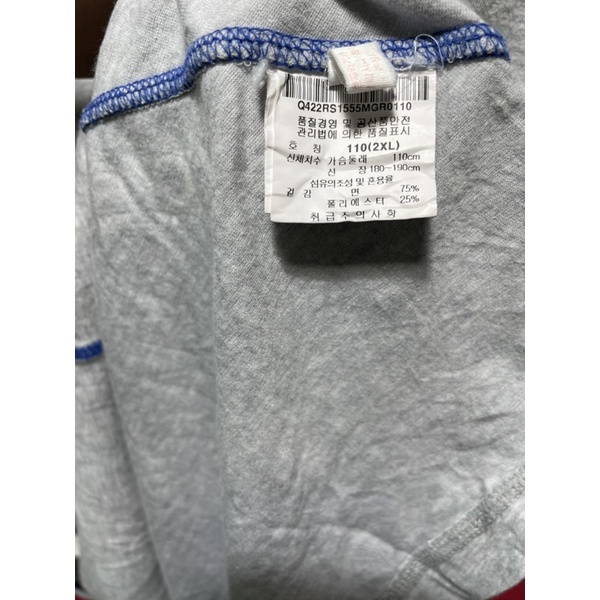 Q422RS1555MGR0110
품질경영 및 공산품안전
관리법에 의한 품질표시
호 칭 110(2XL)
신체치수 가슴둘레 110cm
신 장 180-190cm
섬유의조성 및 혼용율
겉 감 면 75%
폴리에스터 25%
취급주의사항